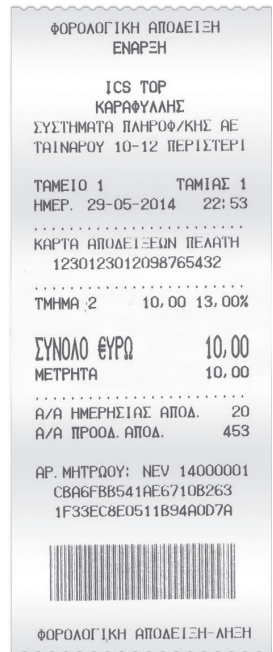 ΦΟΡΟΛΟΓΙΚΗ ΑΠΟΔΕΙΞΗ
ΕΝΑΡΞΗ
ICS TOP
ΚΑΡΑΦΥΛΛΗΣ
ΣΥΣΤΗΜΑΤΑ ΠΛΗΡΟΦ/ΚΗΣ ΑΕ
ΤΑΙΝΑΡΟΥ 10-12 ΠΕΡΙΣΤΕΡΙ
ΤΑΜΕΙΟ 1 ΤΑΜΙΑΣ 1
ΗΜΕΡ. 29-05-2014 22:53
ΚΑΡΤΑ ΑΠΟΔΕΙΞΕΩΝ ΠΕΛΑΤΗ
1230123012098765432
ΤΜΗΜΑ 2 10,00 13,00%
ΣΥΝΟΛΟ €ΥΡΩ 10,00
ΜΕΤΡΗΤΑ 10,00
Α/Α ΗΜΕΡΗΣΙΑΣ ΑΠΟΔ. 20
Α/Α ΠΡΟΟΔ. ΑΠΟΔ. 453
ΑΡ. ΜΗΤΡΩΟΥ: NEV 14000001
CBA6FBB541AE6710B263
1F33EC8E0511B94A0D7A
ΦΟΡΟΛΟΓΙΚΗ ΑΠΟΔΕΙΞΗ-ΛΗΞΗ